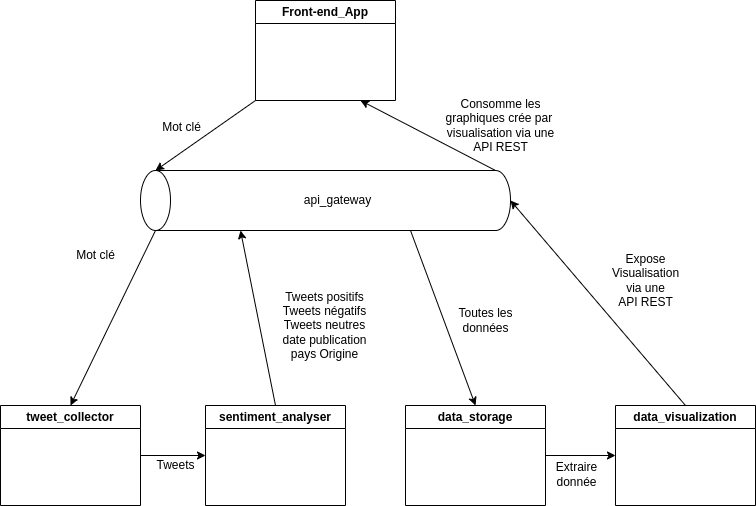 Front-end_App
Mot clé
Consomme les
graphiques crée par
visualisation via une
API REST
api_gateway
Mot clé
Tweets positifs
Tweets négatifs
Tweets neutres
date publication
pays Origine
Toutes les
données
Expose
Visualisation
via une
API REST
tweet_collector
sentiment_analyser
data_storage
data_visualization
Tweets
Extraire
donnée